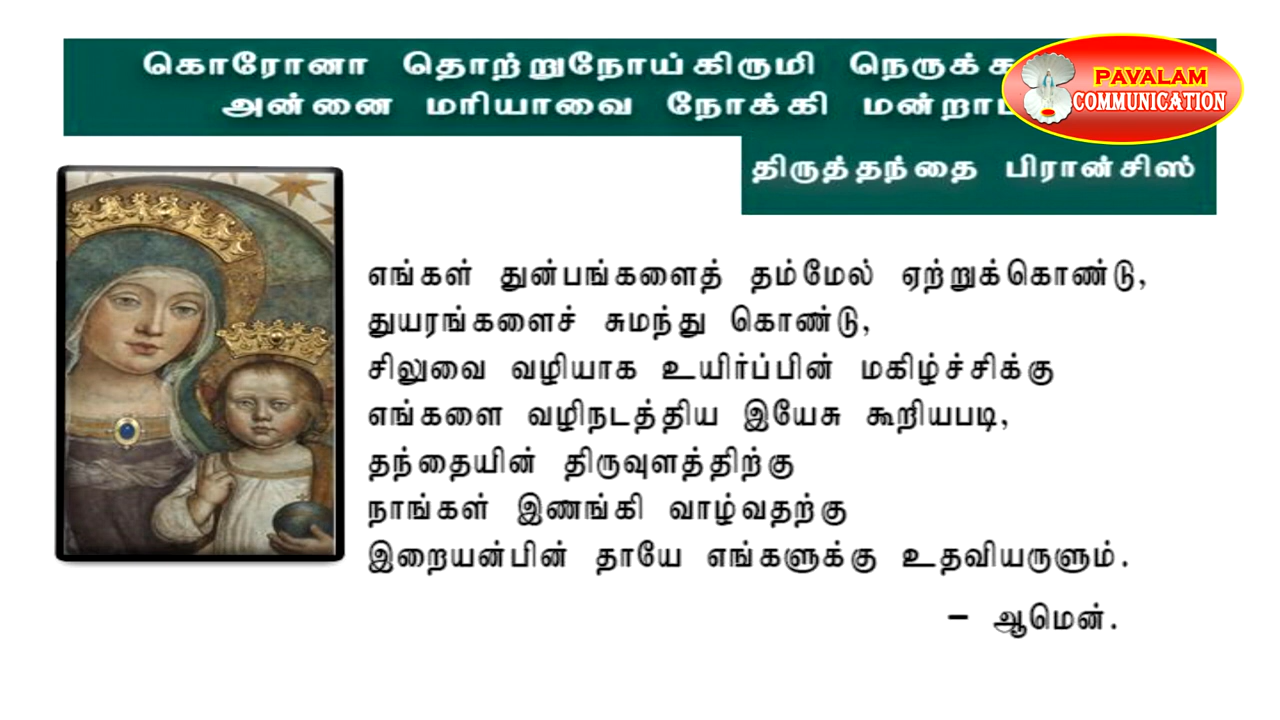 கொரோனா தொற்றுநோய்கிருமி
அன்னை மரியாவை நோக்கி
PAVALAM
COMMUNICATION
திருத்தந்தை பிரான்சிஸ்
எங்கள் துன்பங்களைத் தம்மேல் ஏற்றுக்கொண்டு,
துயரங்களைச் சுமந்து கொண்டு,
சிலுவை வழியாக உயிர்ப்பின் மகிழ்ச்சிக்கு
எங்களை வழிநடத்திய இயேசு கூறியபடி,
தந்தையின் திருவுளத்திற்கு
நாங்கள் இணங்கி வாழ்வதற்கு
இறையன்பின் தாயே எங்களுக்கு உதவியருளும்.
– ஆமென்.